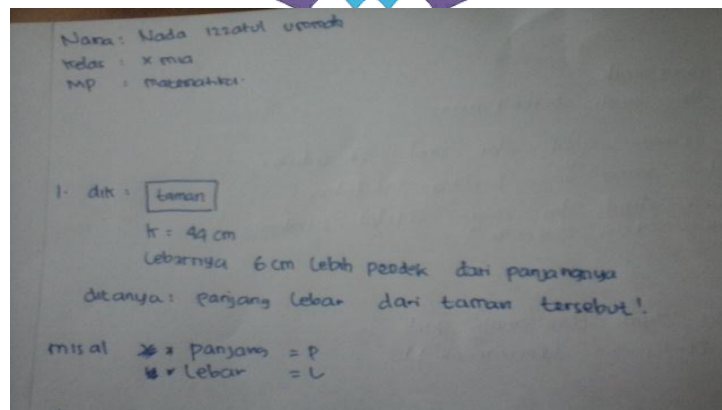 Nama : Nada Izzatul
Kelas : X mia
MP : matematika.
1. dik : taman
k = 44 cm
Lebarnya 6 cm lebih pendek dari panjangnya
ditanya : panjang lebar dari taman tersebut!
misal * panjang = P
* lebar = L